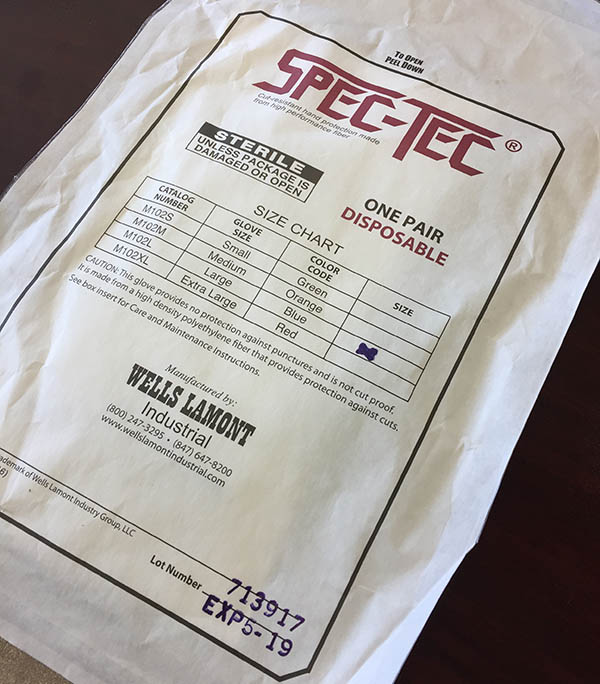 To Open
Peel Down
SPEC-TEC®
Cut-resistant hand protection made
from high performance fiber
STERILE
UNLESS PACKAGE IS
DAMAGED OR OPEN
ONE PAIR
DISPOSABLE
SIZE CHART
CATALOG NUMBER GLOVE SIZE COLOR CODE SIZE
M102S Small Green
M102M Medium Orange
M102L Large Blue
M102XL Extra Large Red
CAUTION: This glove provides no protection against punctures and is not cut proof.
It is made from a high density polyethylene fiber that provides protection against cuts.
See box insert for Care and Maintenance Instructions.
Manufactured by:
WELLS LAMONT
Industrial
(800) 247-3295 • (847) 647-8200
www.wellslamontindustrial.com
of Wells Lamont Industry Group, LLC
Lot Number 713917
EXP5-19